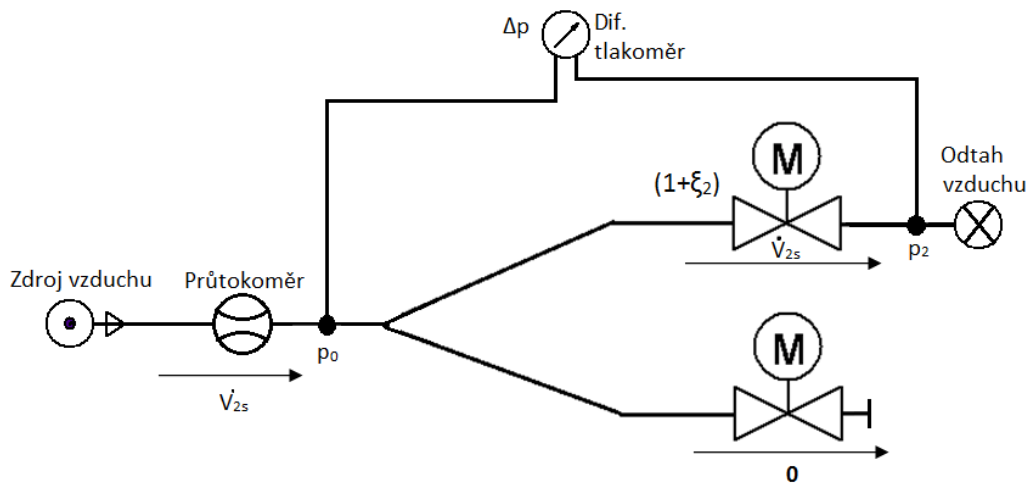 Δp
Dif.
tlakoměr
M
Odtah
vzduchu
(1+ξ₂)
V̇₂ₛ
p₂
Zdroj vzduchu
Průtokoměr
p₀
V̇₂ₛ
M
0